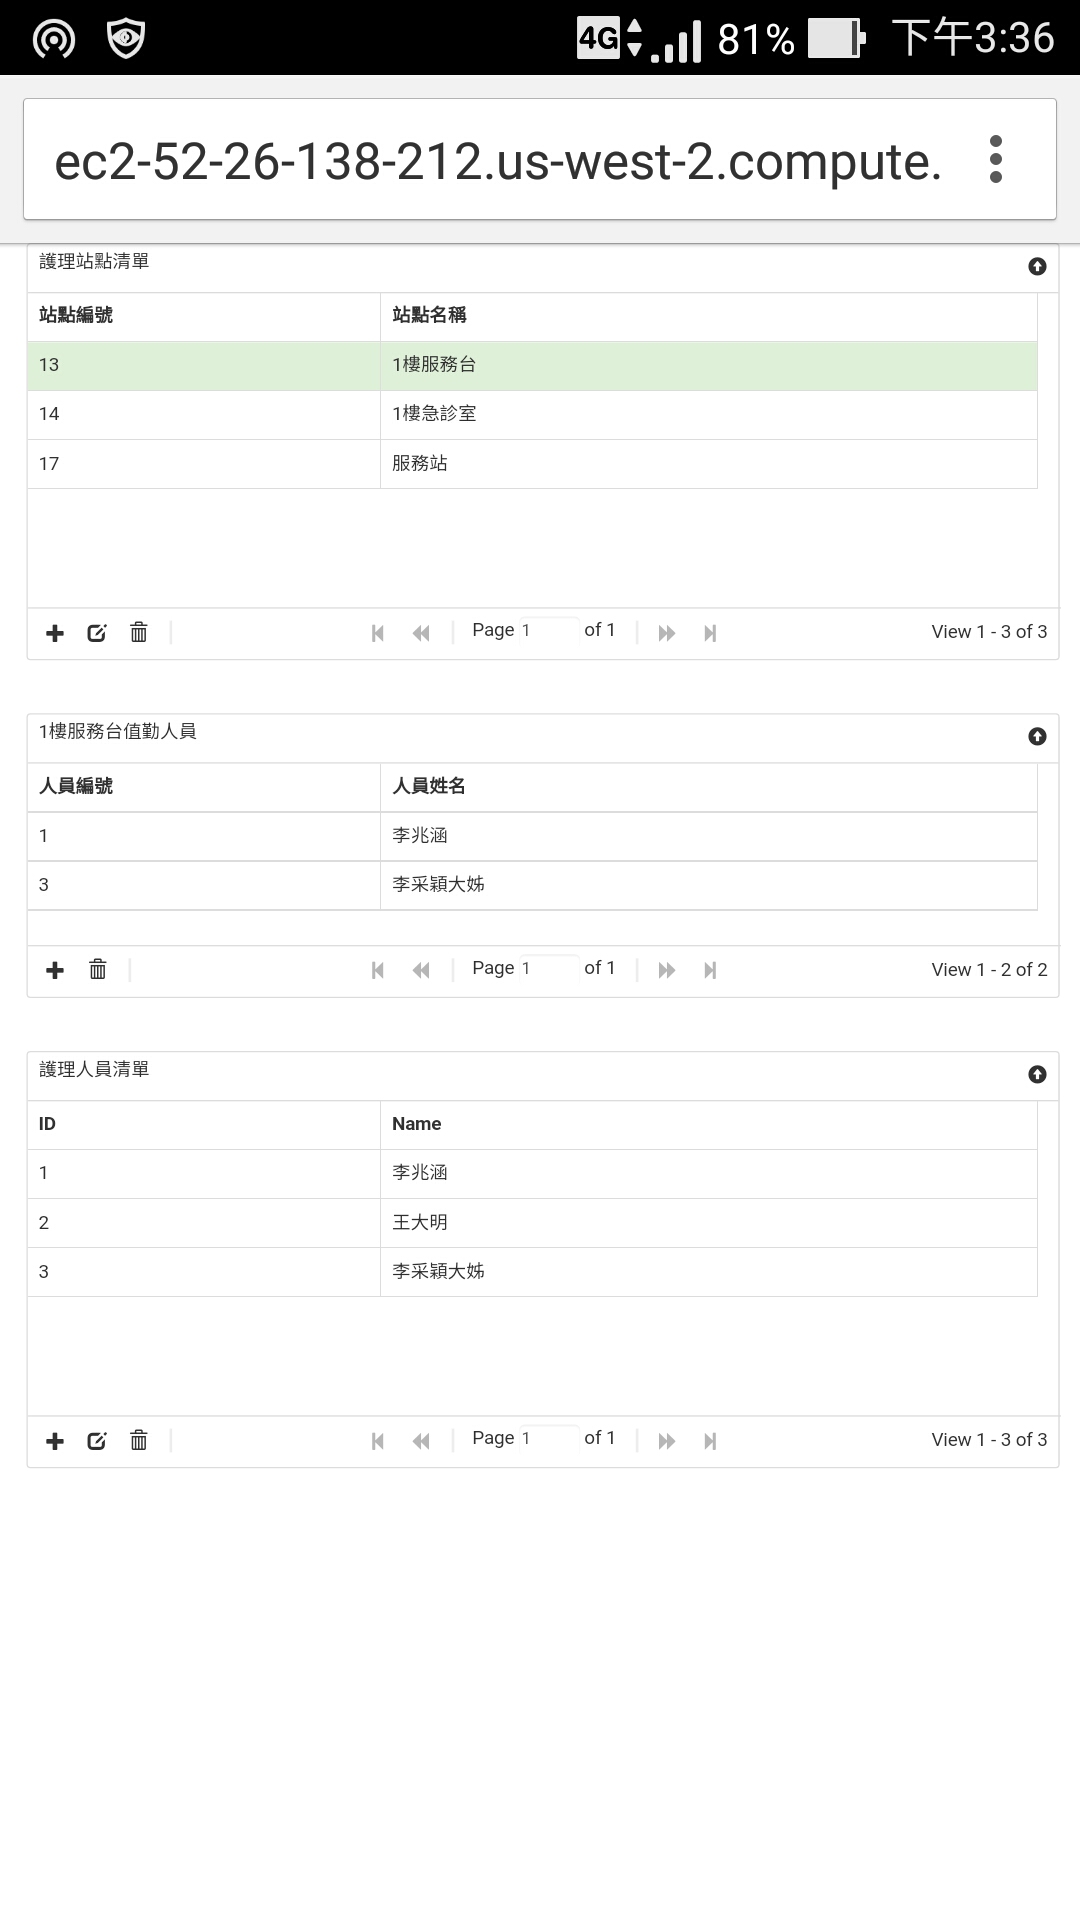 4G 81% 下午3:36
ec2-52-26-138-212.us-west-2.compute.
護理站點清單
站點編號 站點名稱
13 1樓服務台
14 1樓急診室
17 服務站
Page 1 of 1 View 1 - 3 of 3
1樓服務台值勤人員
人員編號 人員姓名
1 李兆涵
3 李采穎大姊
Page 1 of 1 View 1 - 2 of 2
護理人員清單
ID Name
1 李兆涵
2 王大明
3 李采穎大姊
Page 1 of 1 View 1 - 3 of 3